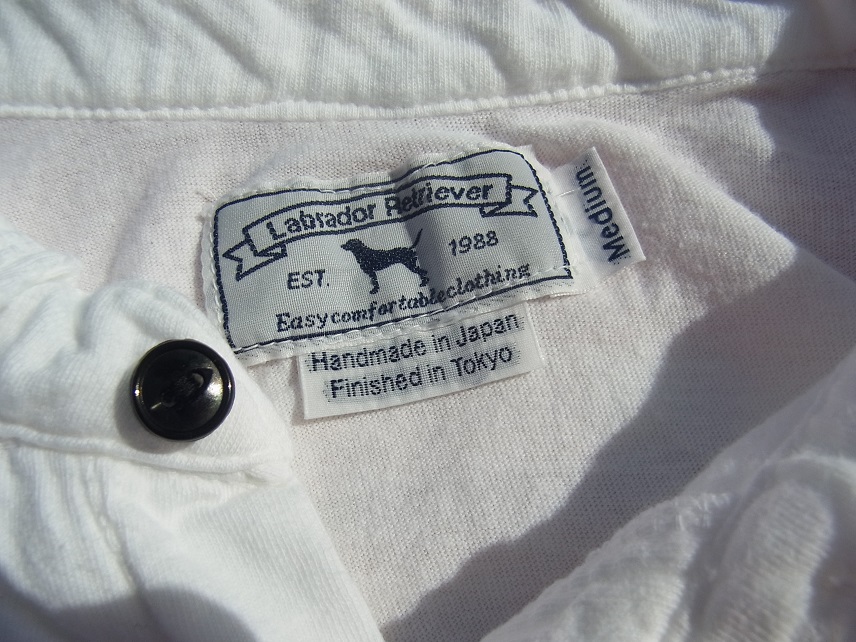 Labrador Retriever
EST. 1988
Easycomfortableclothing
Medium
Handmade in Japan
Finished in Tokyo